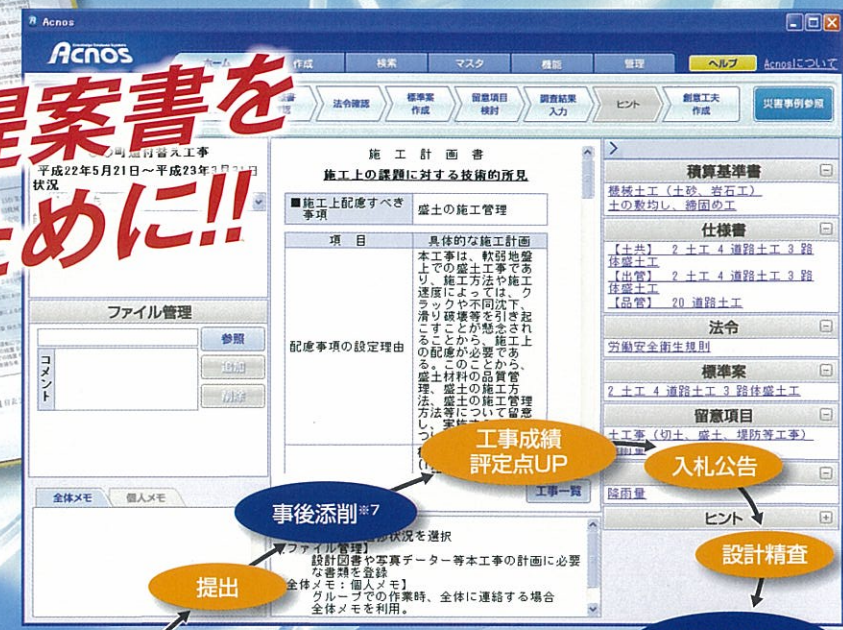 Acnos
Acnos
作成
検索
マスタ
機能
管理
ヘルプ
Acnosについて
法令確認
標準案
作成
留意項目
検討
調査結果
入力
ヒント
創意工夫
作成
災害事例参照
提案書を
ために!!
平成22年5月21日～平成23年3月31日
状況
ファイル管理
参照
追加
削除
コメント
全体メモ
個人メモ
施工計画書
施工上の課題に対する技術的所見
■施工上配慮すべき
事項
盛土の施工管理
項目
具体的な施工計画
配慮事項の設定理由
本工事は、軟弱地盤
上での盛土工事であ
り、施工方法や施工
速度によっては、ク
ラックや不同沈下、
滑り破壊等を引き起
こすことが懸念され
ることから、施工上
の配慮が必要であ
る。このことから、
盛土材料の品質管
理、盛土の施工方
法、盛土の施工管理
方法等について留意
し、実施
工事一覧
状況を選択
【ファイル管理】
設計図書や写真データー等本工事の計画に必要
な書類を登録
全体メモ：個人メモ】
グループでの作業時、全体に連絡する場合
全体メモを利用。
積算基準書
機械土工（土砂、岩石工）
土の敷均し、締固め工
仕様書
【土共】 2 土工 4 道路土工 3 路
体盛土工
【出管】 2 土工 4 道路土工 3 路
体盛土工
【品管】 20 道路土工
法令
労働安全衛生規則
標準案
2 土工 4 道路土工 3 路体盛土工
留意項目
土工事（切土、盛土、堤防等工事）
降雨量
ヒント
工事成績
評定点UP
入札公告
事後添削※7
設計精査
提出